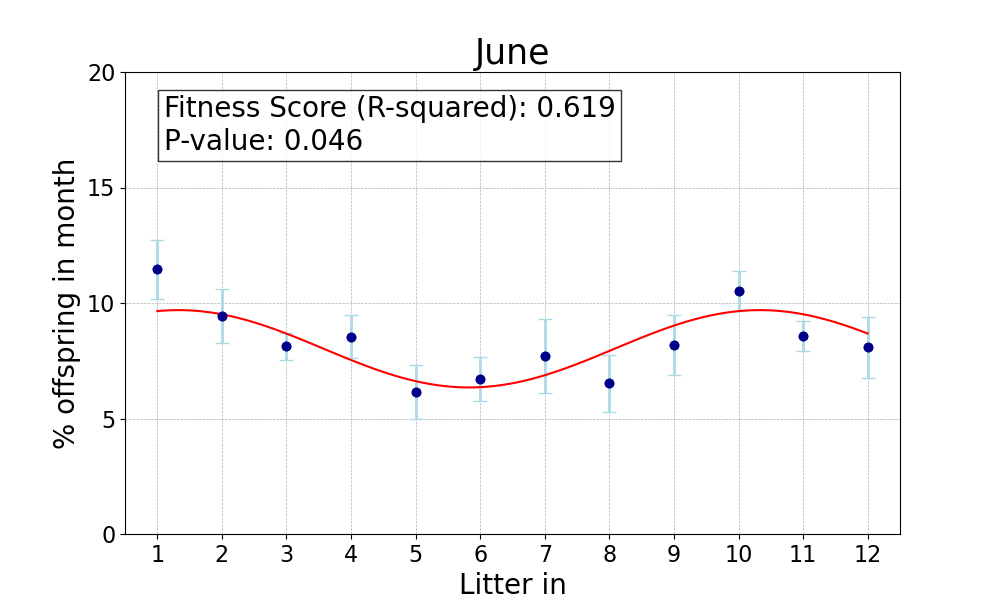 June
Fitness Score (R-squared): 0.619
P-value: 0.046
% offspring in month
20
15
10
5
0
1 2 3 4 5 6 7 8 9 10 11 12
Litter in